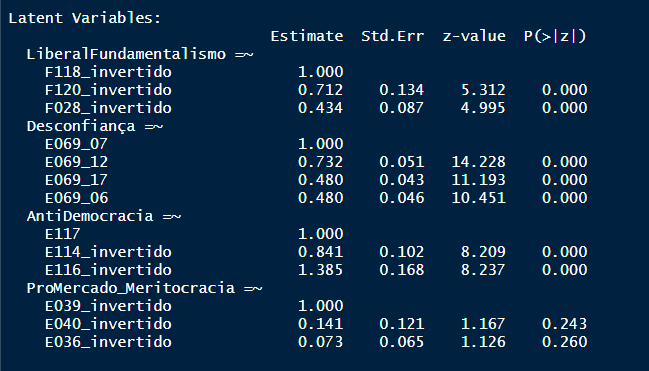 Latent Variables:
                                Estimate  Std.Err  z-value  P(>|z|)
  LiberalFundamentalismo =~
    F118_invertido                 1.000
    F120_invertido                 0.712    0.134    5.312    0.000
    F028_invertido                 0.434    0.087    4.995    0.000
  Desconfiança =~
    E069_07                        1.000
    E069_12                        0.732    0.051   14.228    0.000
    E069_17                        0.480    0.043   11.193    0.000
    E069_06                        0.480    0.046   10.451    0.000
  AntiDemocracia =~
    E117                           1.000
    E114_invertido                 0.841    0.102    8.209    0.000
    E116_invertido                 1.385    0.168    8.237    0.000
  ProMercado_Meritocracia =~
    E039_invertido                 1.000
    E040_invertido                 0.141    0.121    1.167    0.243
    E036_invertido                 0.073    0.065    1.126    0.260